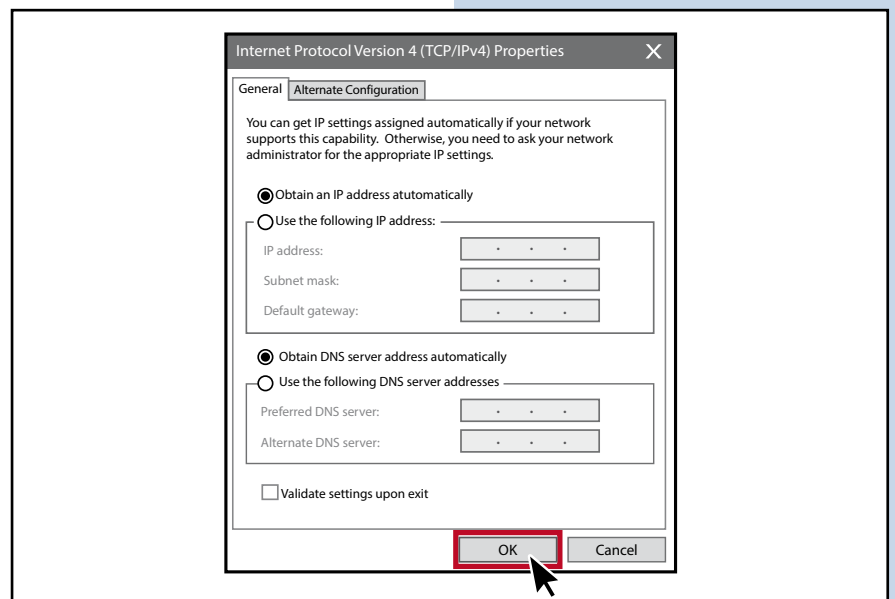 Internet Protocol Version 4 (TCP/IPv4) Properties X
General Alternate Configuration
You can get IP settings assigned automatically if your network
supports this capability. Otherwise, you need to ask your network
administrator for the appropriate IP settings.
Obtain an IP address atutomatically
Use the following IP address:
IP address: . . .
Subnet mask: . . .
Default gateway: . . .
Obtain DNS server address automatically
Use the following DNS server addresses
Preferred DNS server: . . .
Alternate DNS server: . . .
Validate settings upon exit
OK Cancel